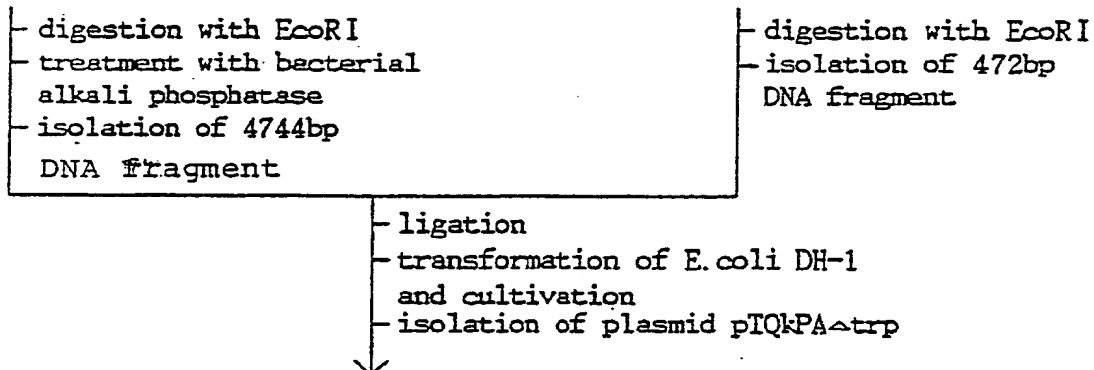 digestion with EcoRI
treatment with bacterial
alkali phosphatase
isolation of 4744bp
DNA fragment
digestion with EcoRI
isolation of 472bp
DNA fragment
ligation
transformation of E.coli DH-1
and cultivation
isolation of plasmid pTQkPA△trp